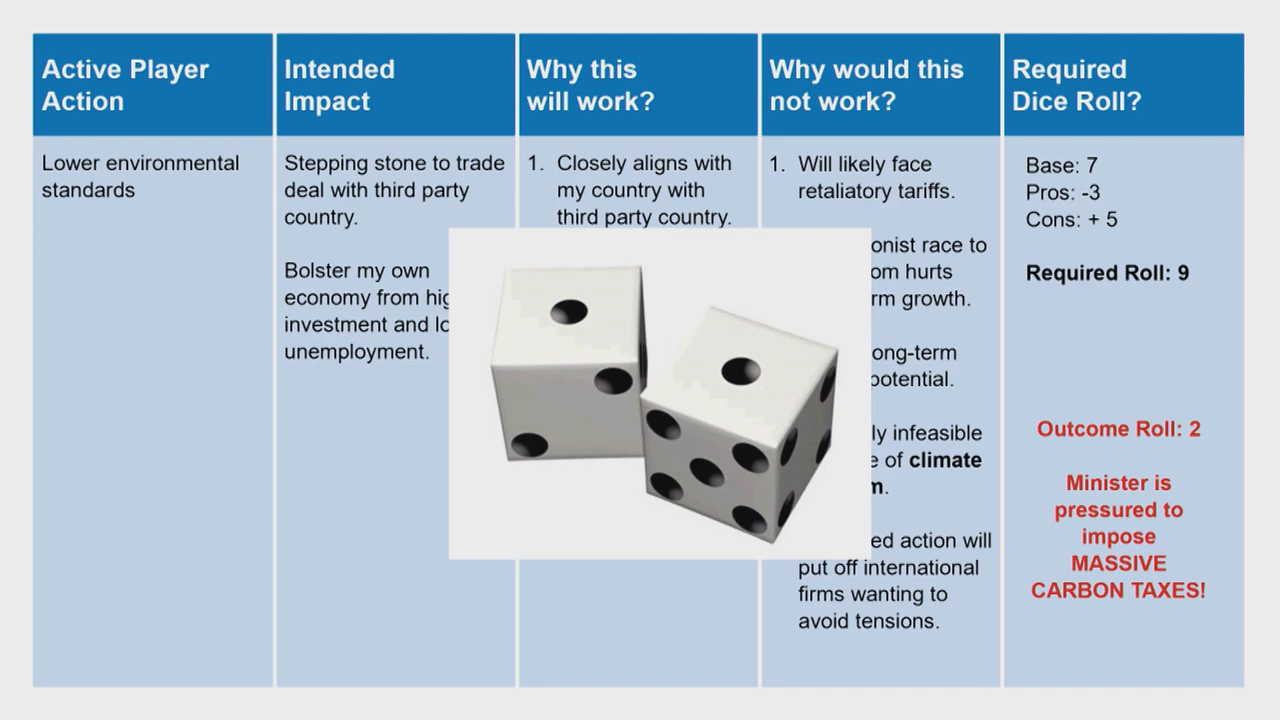 Active Player
Action
Intended
Impact
Why this
will work?
Why would this
not work?
Required
Dice Roll?
Lower environmental
standards
Stepping stone to trade
deal with third party
country.
Bolster my own
economy from
investment and
unemployment.
1. Closely aligns with
my country with
third party country.
1. Will likely face
retaliatory tariffs.
race to
hurts
growth.
long-term
potential.
infeasible
of climate
action will
put off international
firms wanting to
avoid tensions.
Base: 7
Pros: -3
Cons: + 5
Required Roll: 9
Outcome Roll: 2
Minister is
pressured to
impose
MASSIVE
CARBON TAXES!